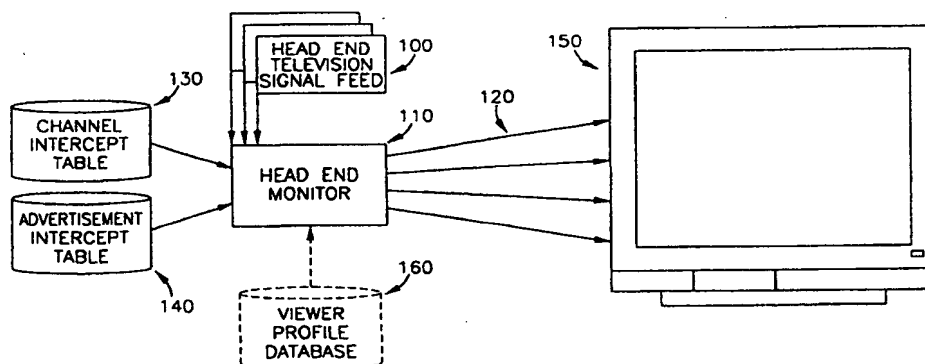 HEAD END
TELEVISION
SIGNAL FEED
100
150
130
110
120
CHANNEL
INTERCEPT
TABLE
HEAD END
MONITOR
ADVERTISEMENT
INTERCEPT
TABLE
140
160
VIEWER
PROFILE
DATABASE